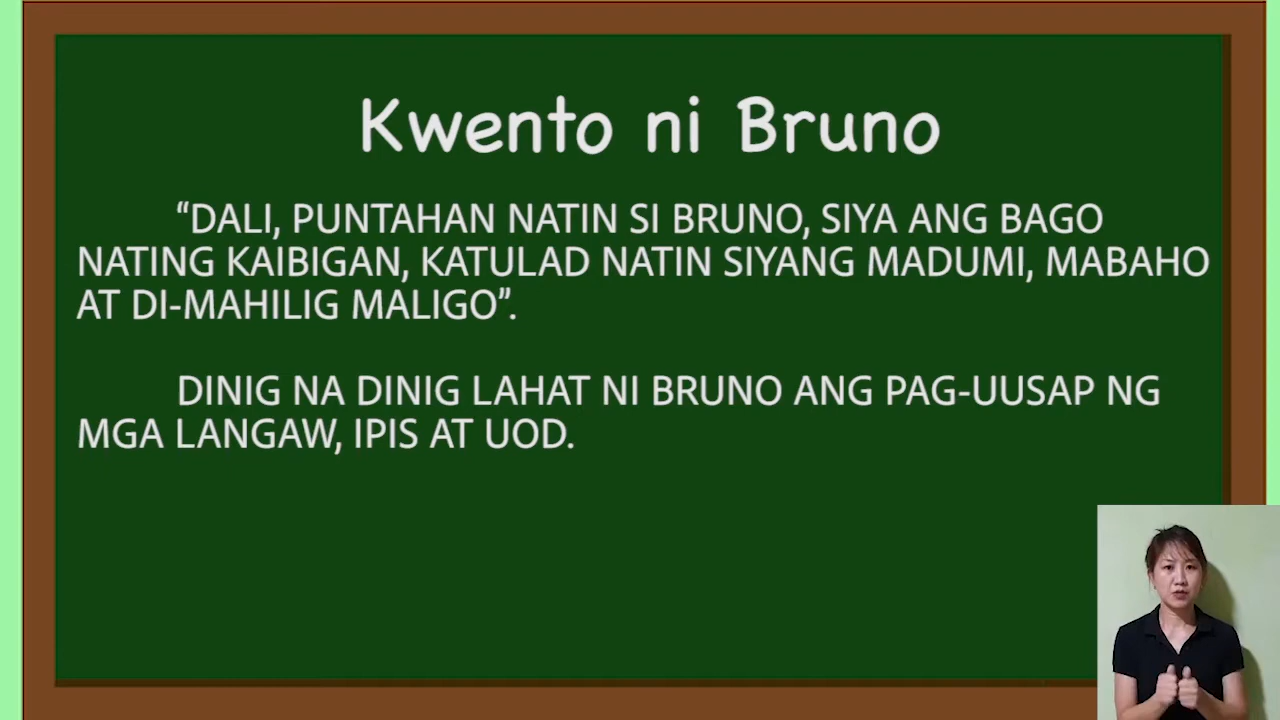 Kwento ni Bruno
“DALI, PUNTAHAN NATIN SI BRUNO, SIYA ANG BAGO
NATING KAIBIGAN, KATULAD NATIN SIYANG MADUMI, MABAHO
AT DI-MAHILIG MALIGO”.
DINIG NA DINIG LAHAT NI BRUNO ANG PAG-UUSAP NG
MGA LANGAW, IPIS AT UOD.